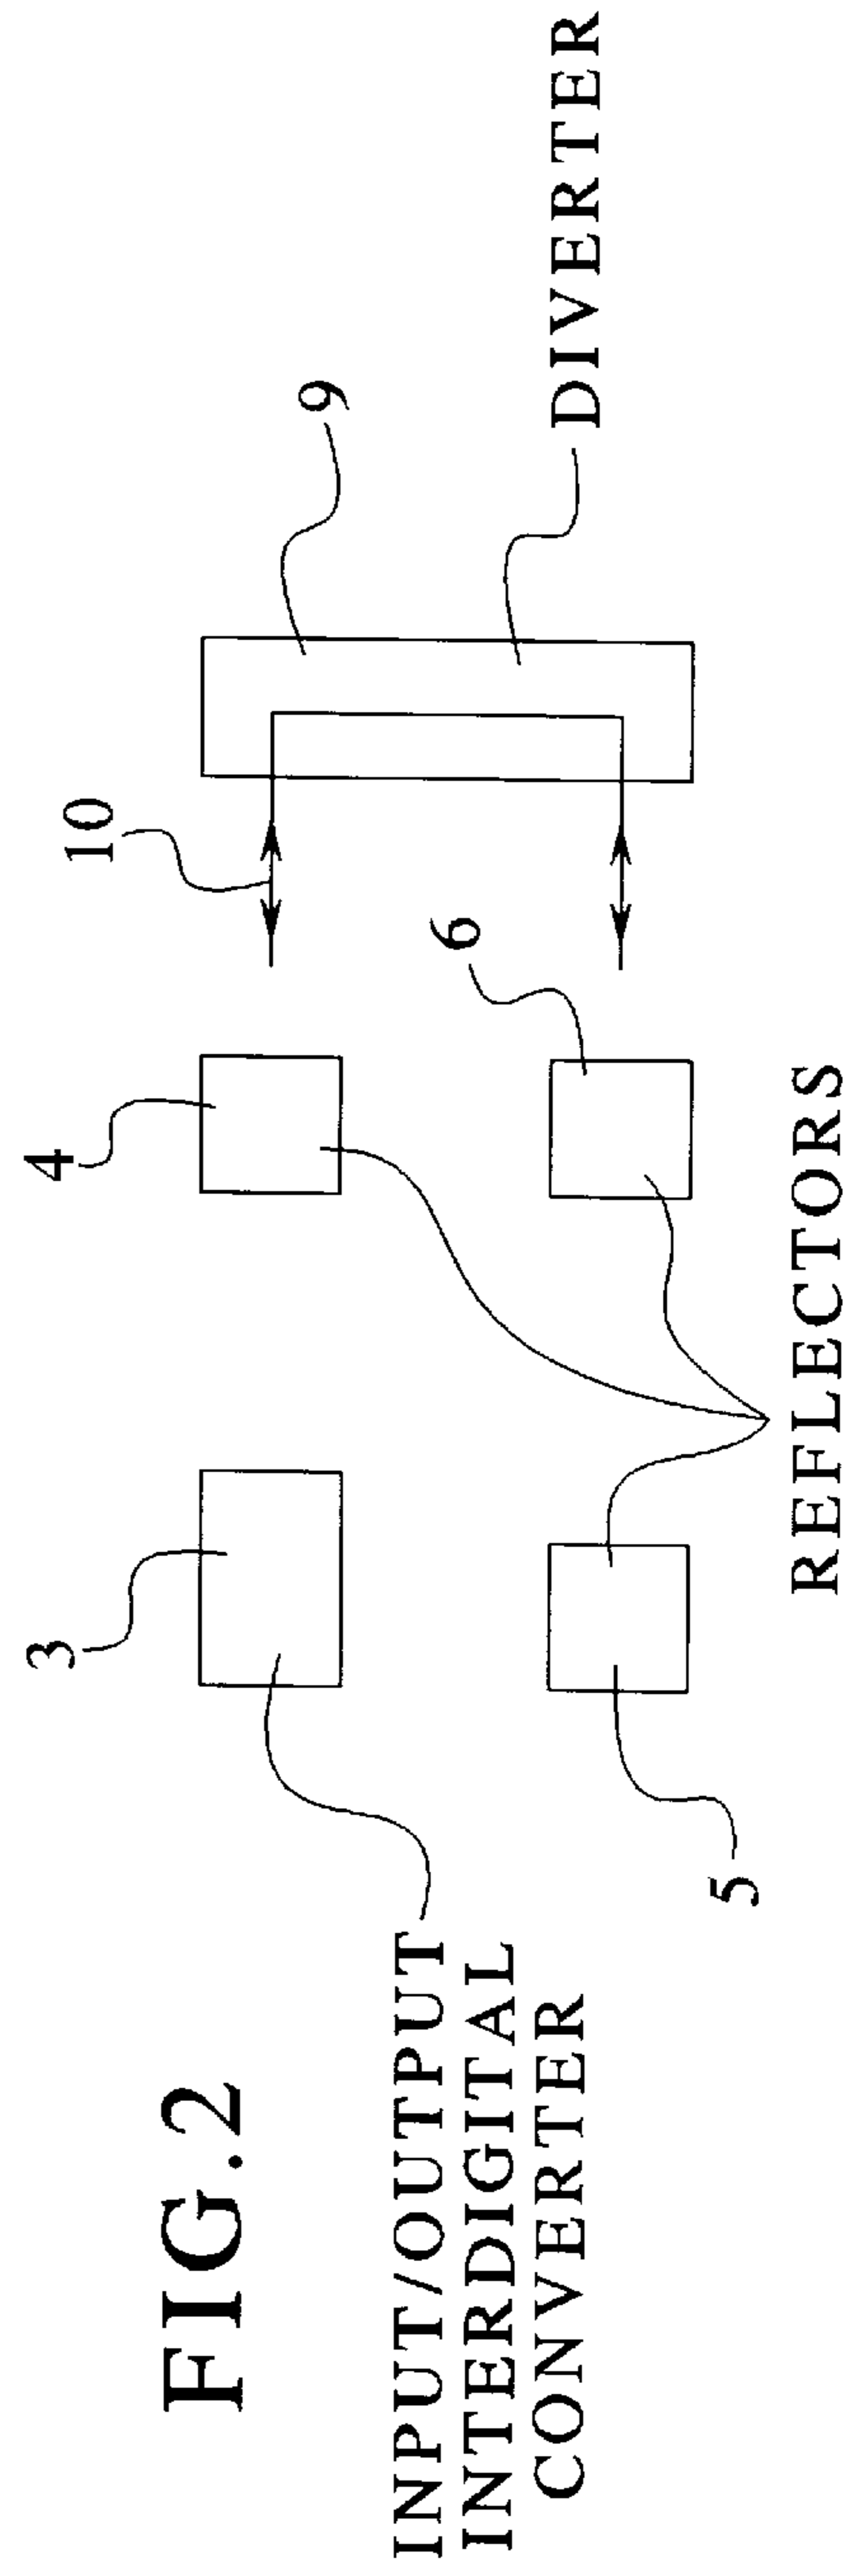 FIG.2
INPUT/OUTPUT
INTERDIGITAL
CONVERTER
3
4
10
9
5
6
REFLECTORS
DIVERTER